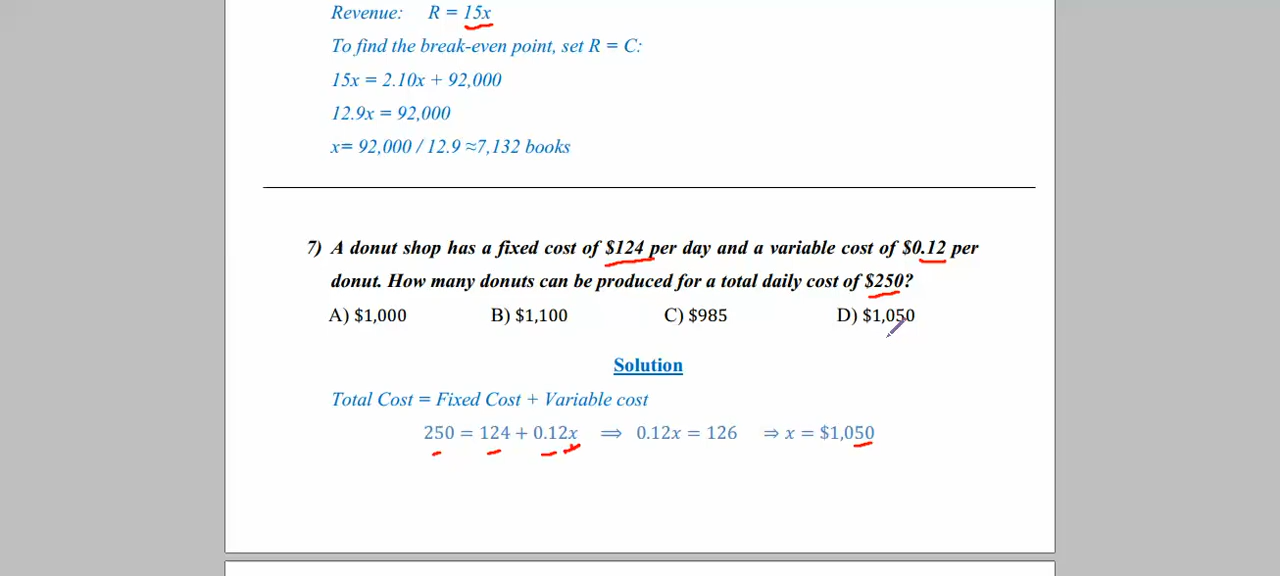 Revenue: R = 15x
To find the break-even point, set R = C:
15x = 2.10x + 92,000
12.9x = 92,000
x= 92,000 / 12.9 ≈7,132 books
7) A donut shop has a fixed cost of $124 per day and a variable cost of $0.12 per
donut. How many donuts can be produced for a total daily cost of $250?
A) $1,000 B) $1,100 C) $985 D) $1,050
Solution
Total Cost = Fixed Cost + Variable cost
250 = 124 + 0.12x ⟹ 0.12x = 126 ⇒ x = $1,050